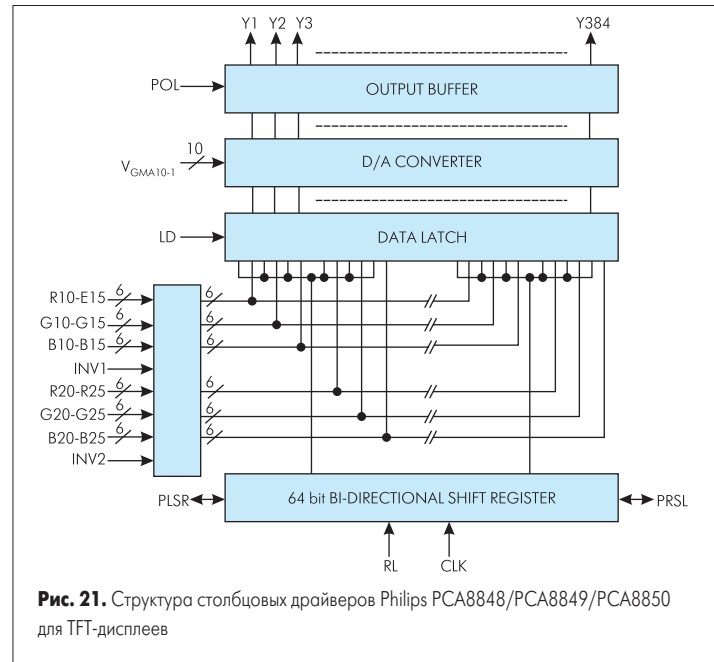 Y1 Y2 Y3 Y384
POL
OUTPUT BUFFER
10
VGMA10-1
D/A CONVERTER
LD
DATA LATCH
R10-E15 6 6
G10-G15 6 6
B10-B15 6 6
INV1
R20-R25 6 6
G20-G25 6 6
B20-B25 6 6
INV2
PLSR
64 bit BI-DIRECTIONAL SHIFT REGISTER
PRSL
RL CLK
Рис. 21. Структура столбцовых драйверов Philips PCA8848/PCA8849/PCA8850
для TFT-дисплеев